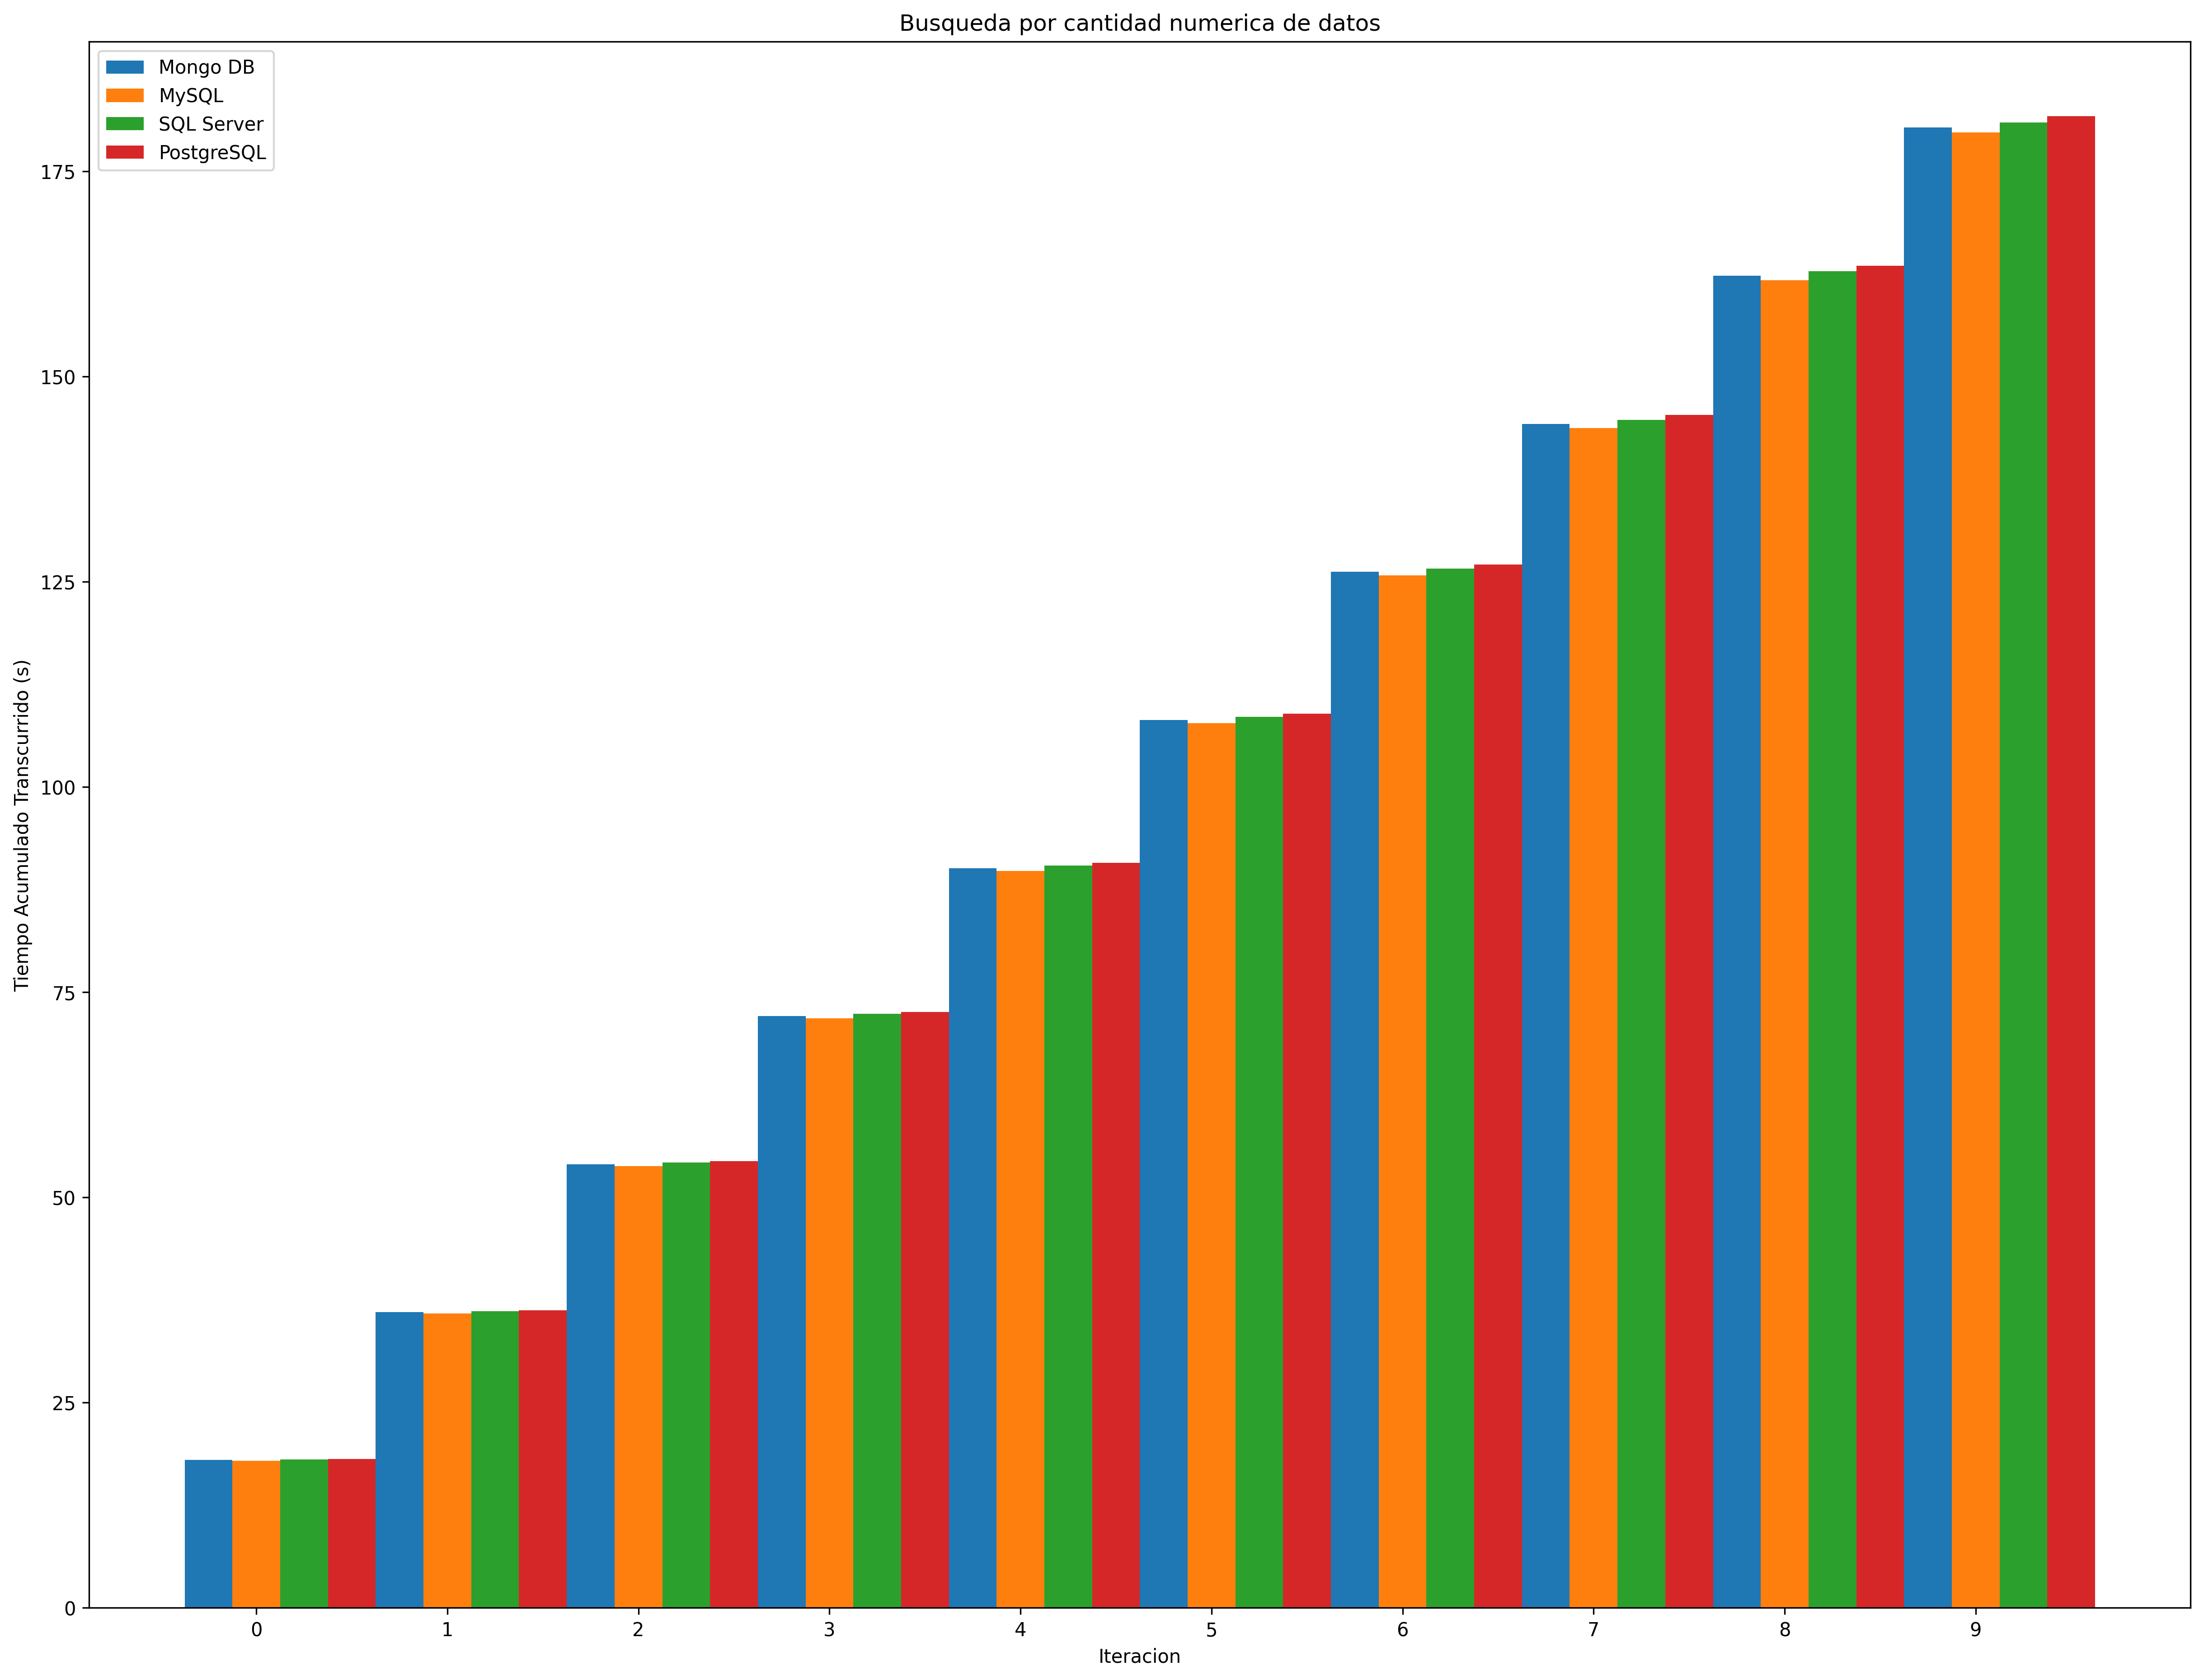 Busqueda por cantidad numerica de datos
Mongo DB
MySQL
SQL Server
PostgreSQL
Tiempo Acumulado Transcurrido (s)
175
150
125
100
75
50
25
0
0 1 2 3 4 5 6 7 8 9
Iteracion